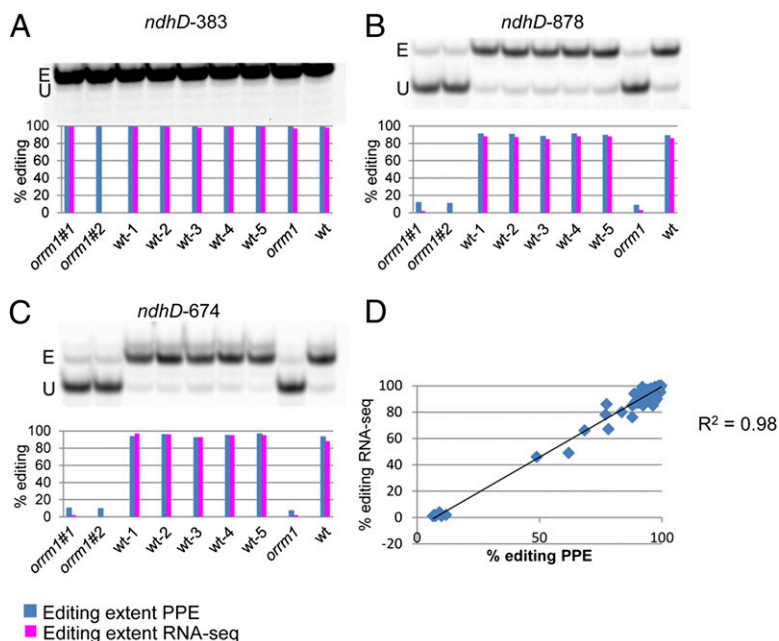 A
ndhD-383
E
U
100
80
60
40
20
0
% editing
orrm1#1
orrm1#2
wt-1
wt-2
wt-3
wt-4
wt-5
orrm1
wt
B
ndhD-878
E
U
100
80
60
40
20
0
% editing
orrm1#1
orrm1#2
wt-1
wt-2
wt-3
wt-4
wt-5
orrm1
wt
C
ndhD-674
E
U
100
80
60
40
20
0
% editing
orrm1#1
orrm1#2
wt-1
wt-2
wt-3
wt-4
wt-5
orrm1
wt
D
% editing RNA-seq
100
80
60
40
20
0
-20
0
50
100
% editing PPE
R² = 0.98
Editing extent PPE
Editing extent RNA-seq